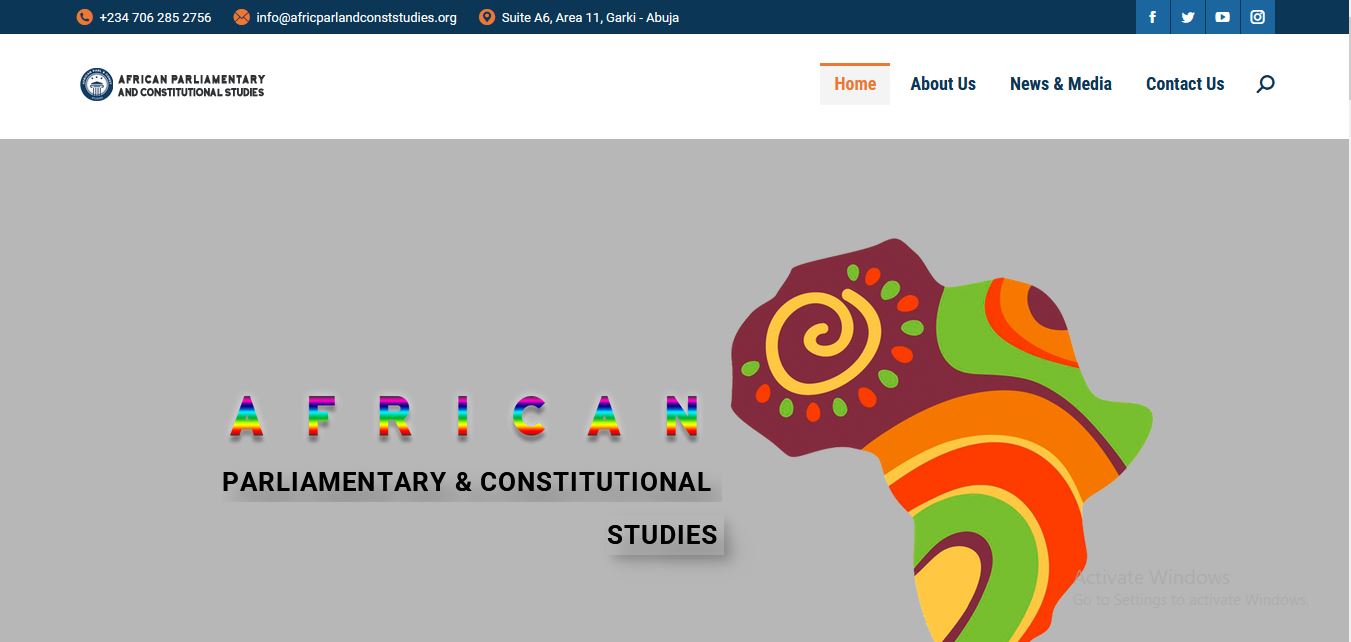 +234 706 285 2756 info@africparlandconststudies.org Suite A6, Area 11, Garki - Abuja
AFRICAN PARLIAMENTARY
AND CONSTITUTIONAL STUDIES
Home About Us News & Media Contact Us
AFRICAN
PARLIAMENTARY & CONSTITUTIONAL
STUDIES
Activate Windows
Go to Settings to activate Windows.